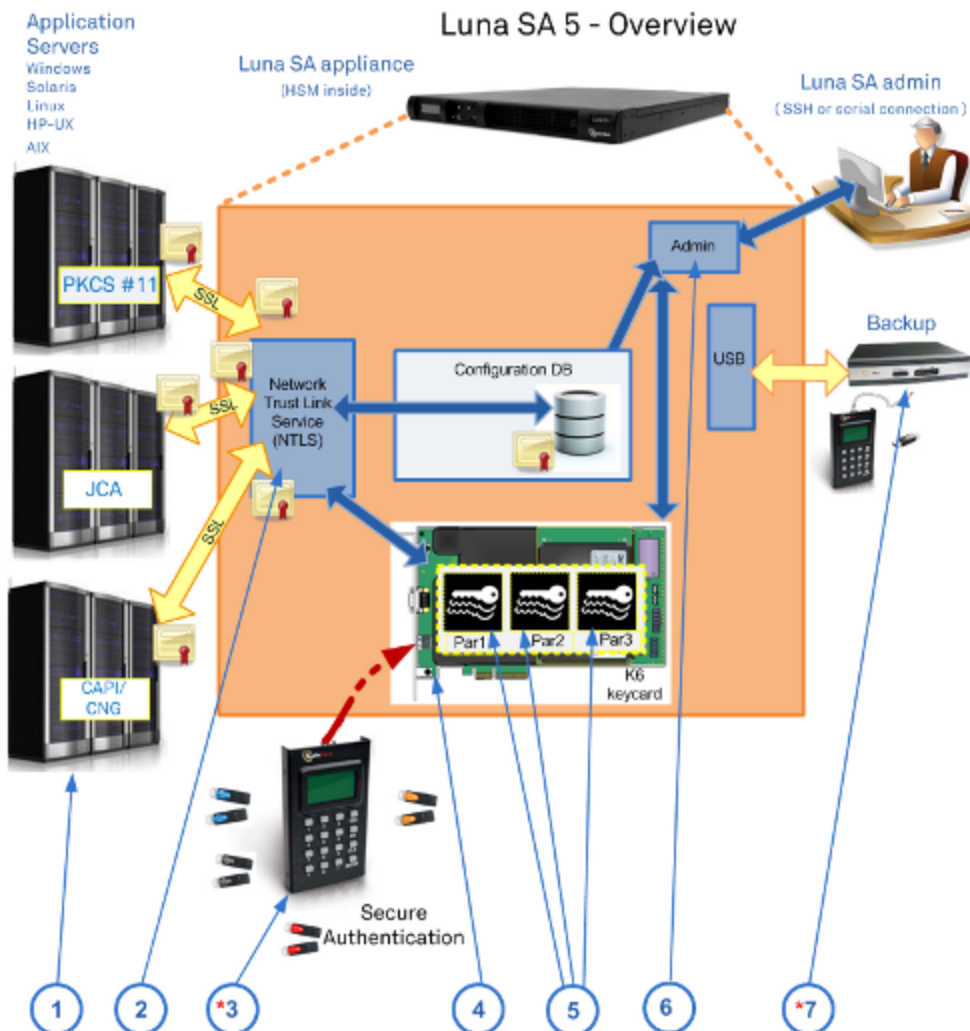 Luna SA 5 - Overview
Application
Servers
Windows
Solaris
Linux
HP-UX
AIX
Luna SA appliance
(HSM inside)
Luna SA admin
( SSH or serial connection )
Admin
PKCS #11
SSL
USB
Backup
Configuration DB
Network
Trust Link
Service
(NTLS)
SSL
JCA
SSL
Par1
Par2
Par3
K6
keycard
CAPI/
CNG
Secure
Authentication
1
2
*3
4
5
6
*7